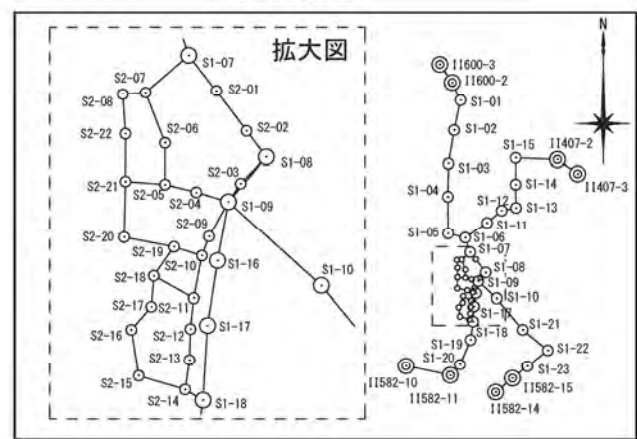 拡大図
S1-07
S2-07
S2-08
S2-01
S2-22
S2-06
S2-02
S1-08
S2-03
S2-21
S2-05
S2-04
S1-09
S2-09
S2-20
S2-19
S2-10
S1-16
S2-18
S1-10
S2-17
S2-11
S2-16
S2-12
S1-17
S2-13
S2-15
S2-14
S1-18
N
II600-3
II600-2
S1-01
S1-02
S1-15
II407-2
S1-03
II407-3
S1-14
S1-04
S1-12
S1-13
S1-11
S1-05
S1-06
S1-07
S1-08
S1-09
S1-10
S1-17
S1-18
S1-21
S1-19
S1-22
S1-20
S1-23
II582-10
II582-11
II582-15
II582-14